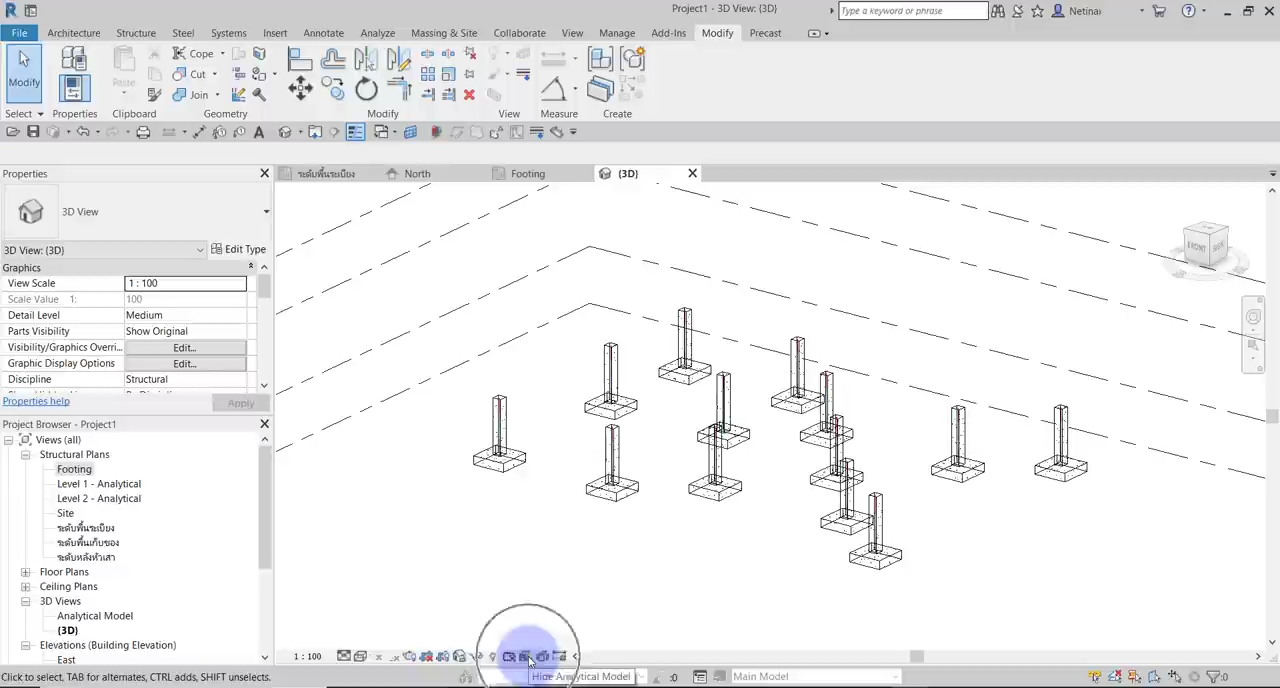 Project1 - 3D View: {3D}
Type a keyword or phrase
Netinai
File Architecture Structure Steel Systems Insert Annotate Analyze Massing & Site Collaborate View Manage Add-Ins Modify Precast
Modify
Paste
Cope
Cut
Join
Select Properties Clipboard Geometry Modify View Measure Create
Properties
ระดับพื้นระเบียง
North
Footing
{3D}
3D View
3D View: {3D}
Edit Type
Graphics
View Scale 1 : 100
Scale Value 1: 100
Detail Level Medium
Parts Visibility Show Original
Visibility/Graphics Overri... Edit...
Graphic Display Options Edit...
Discipline Structural
Properties help
Apply
FRONT
Project Browser - Project1
Views (all)
Structural Plans
Footing
Level 1 - Analytical
Level 2 - Analytical
Site
ระดับพื้นระเบียง
ระดับพื้นเก็บของ
ระดับหลังหัวเสา
Floor Plans
Ceiling Plans
3D Views
Analytical Model
{3D}
Elevations (Building Elevation)
East
1 : 100
Click to select, TAB for alternates, CTRL adds, SHIFT unselects.
Hide Analytical Model
:0
Main Model
:0